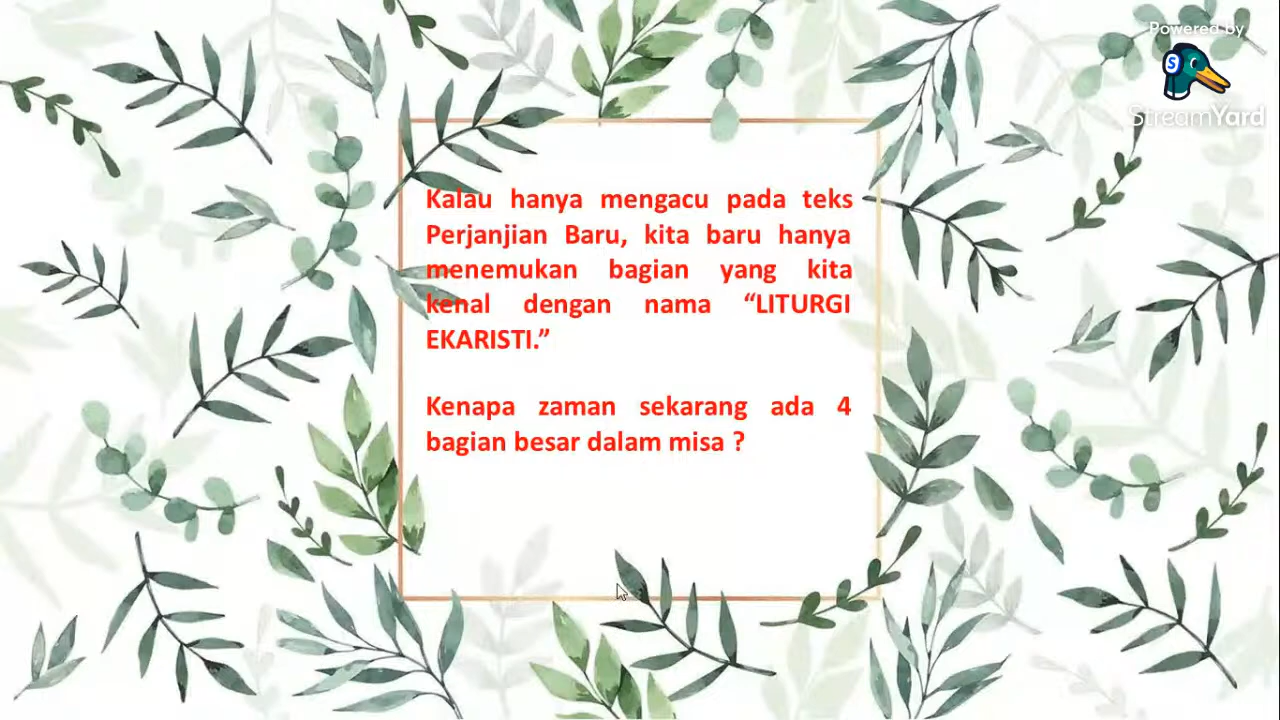 Powered by
S
StreamYard
Kalau hanya mengacu pada teks
Perjanjian Baru, kita baru hanya
menemukan bagian yang kita
kenal dengan nama “LITURGI
EKARISTI.”
Kenapa zaman sekarang ada 4
bagian besar dalam misa ?